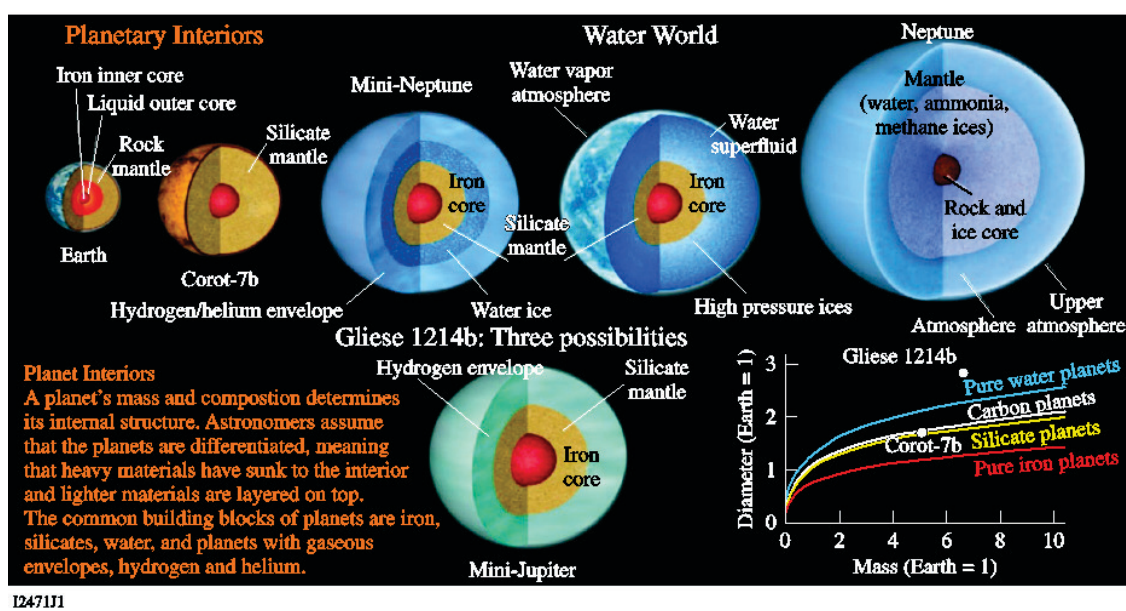 Planetary Interiors
Water World
Neptune
Iron inner core
Liquid outer core
Rock
mantle
Earth
Silicate
mantle
Corot-7b
Mini-Neptune
Iron
core
Hydrogen/helium envelope
Water ice
Silicate
mantle
Water vapor
atmosphere
Water
superfluid
Iron
core
High pressure ices
Mantle
(water, ammonia,
methane ices)
Rock and
ice core
Atmosphere
Upper
atmosphere
Gliese 1214b: Three possibilities
Hydrogen envelope
Silicate
mantle
Iron
core
Mini-Jupiter
Planet Interiors
A planet's mass and compostion determines
its internal structure. Astronomers assume
that the planets are differentiated, meaning
that heavy materials have sunk to the interior
and lighter materials are layered on top.
The common building blocks of planets are iron,
silicates, water, and planets with gaseous
envelopes, hydrogen and helium.
Diameter (Earth = 1)
3
2
1
0
Gliese 1214b
Pure water planets
Carbon planets
Corot-7b
Silicate planets
Pure iron planets
0 2 4 6 8 10
Mass (Earth = 1)
I2471J1